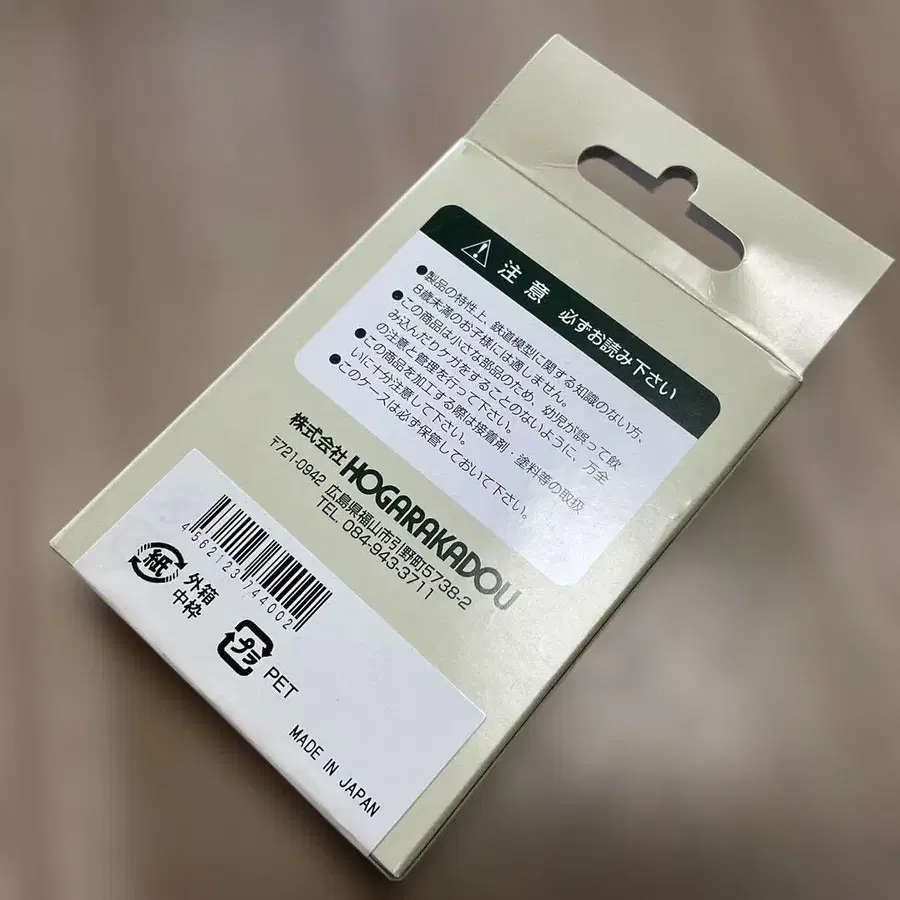 注意 必ずお読み下さい
●製品の特性上、鉄道模型に関する知識のない方、
8歳未満のお子様には適しません。
●この商品は小さな部品のため、幼児が誤って飲
み込んだりケガをすることのないように、万全
の注意と管理を行って下さい。
●この商品を加工する際は接着剤・塗料等の取扱
いに十分注意して下さい。
●このケースは必ず保管しておいて下さい。
株式会社 HOGARAKADOU
〒721-0942 広島県福山市引野町5738-2
TEL. 084-943-3711
4562123744002
紙 外箱
中枠
プラ PET
MADE IN JAPAN